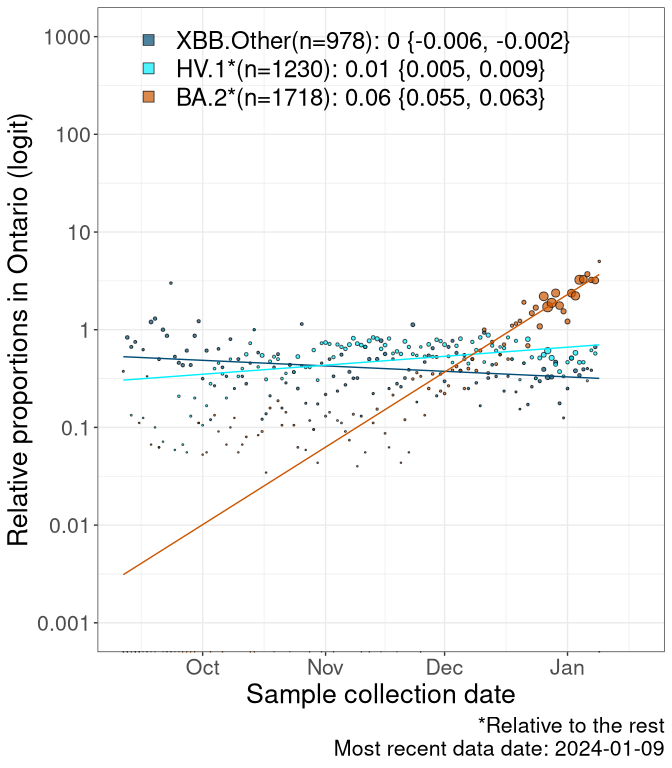 XBB.Other(n=978): 0 {-0.006, -0.002}
HV.1*(n=1230): 0.01 {0.005, 0.009}
BA.2*(n=1718): 0.06 {0.055, 0.063}
Relative proportions in Ontario (logit)
1000
100
10
1
0.1
0.01
0.001
Oct Nov Dec Jan
Sample collection date
*Relative to the rest
Most recent data date: 2024-01-09